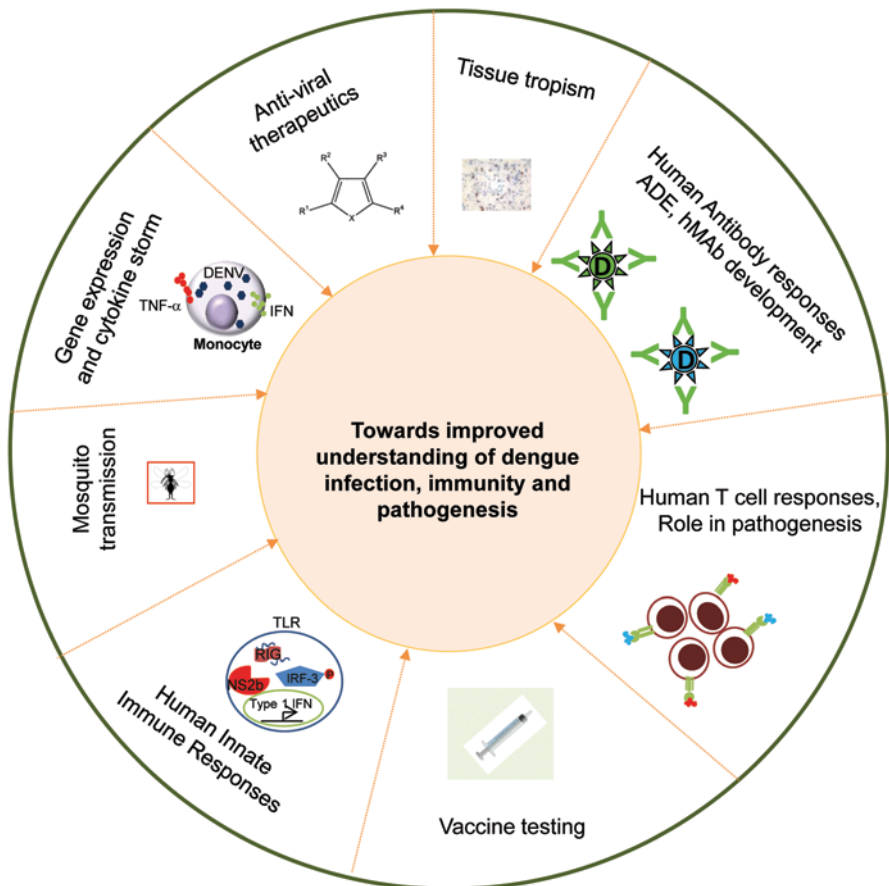 Tissue tropism
Human Antibody responses
ADE, hMAb development
D
D
Human T cell responses,
Role in pathogenesis
Vaccine testing
Human Innate
Immune Responses
TLR
RIG
NS2b
IRF-3
P
Type 1 IFN
Mosquito
transmission
Gene expression
and cytokine storm
DENV
TNF-α
IFN
Monocyte
Anti-viral
therapeutics
R²
R³
R¹
R⁴
X
Towards improved
understanding of dengue
infection, immunity and
pathogenesis